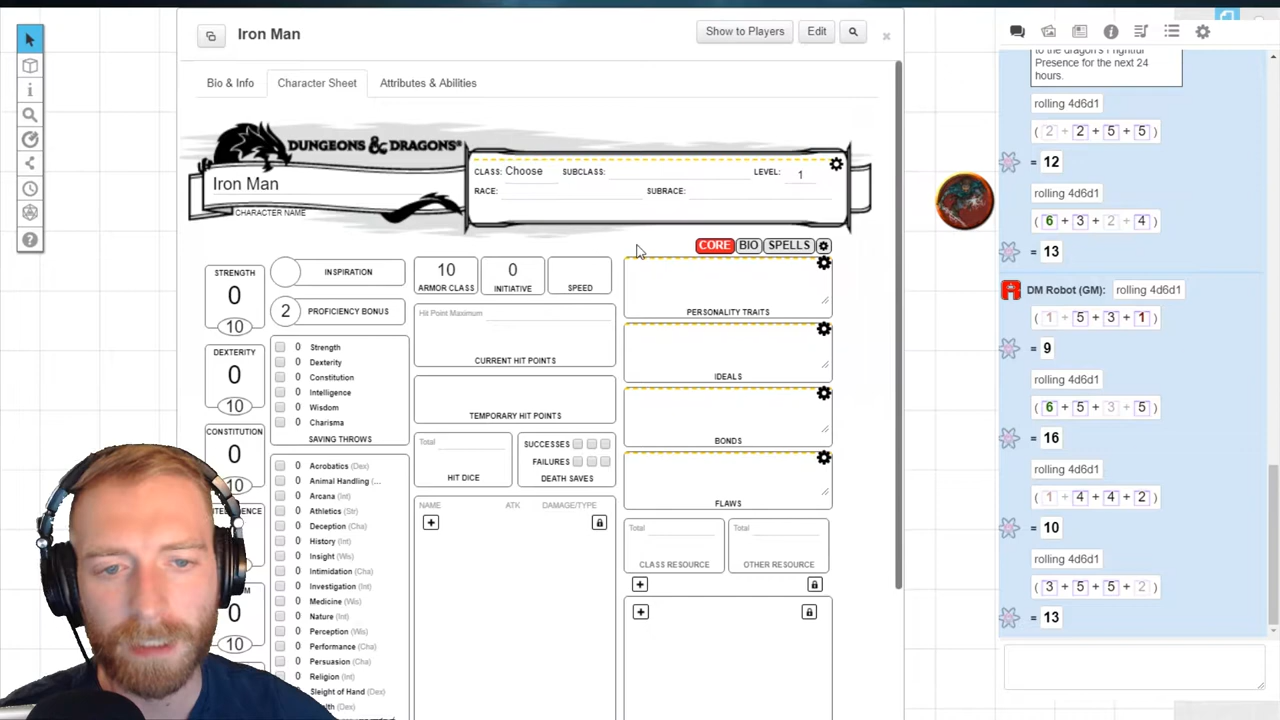 Iron Man
Show to Players
Edit
Bio & Info
Character Sheet
Attributes & Abilities
DUNGEONS & DRAGONS®
Iron Man
CHARACTER NAME
CLASS: Choose
SUBCLASS:
LEVEL: 1
RACE:
SUBRACE:
CORE
BIO
SPELLS
STRENGTH
0
10
DEXTERITY
0
10
CONSTITUTION
0
10
0
10
INSPIRATION
2 PROFICIENCY BONUS
0 Strength
0 Dexterity
0 Constitution
0 Intelligence
0 Wisdom
0 Charisma
SAVING THROWS
0 Acrobatics (Dex)
0 Animal Handling (...
0 Arcana (Int)
0 Athletics (Str)
0 Deception (Cha)
0 History (Int)
0 Insight (Wis)
0 Intimidation (Cha)
0 Investigation (Int)
0 Medicine (Wis)
0 Nature (Int)
0 Perception (Wis)
0 Performance (Cha)
0 Persuasion (Cha)
0 Religion (Int)
0 Sleight of Hand (Dex)
(Dex)
10
ARMOR CLASS
0
INITIATIVE
SPEED
Hit Point Maximum
CURRENT HIT POINTS
TEMPORARY HIT POINTS
Total
HIT DICE
SUCCESSES
FAILURES
DEATH SAVES
NAME
ATK
DAMAGE/TYPE
PERSONALITY TRAITS
IDEALS
BONDS
FLAWS
Total
CLASS RESOURCE
Total
OTHER RESOURCE
to the dragon's Frightful
Presence for the next 24
hours.
rolling 4d6d1
(2+2+5+5)
= 12
rolling 4d6d1
(6+3+2+4)
= 13
DM Robot (GM): rolling 4d6d1
(1+5+3+1)
= 9
rolling 4d6d1
(6+5+3+5)
= 16
rolling 4d6d1
(1+4+4+2)
= 10
rolling 4d6d1
(3+5+5+2)
= 13